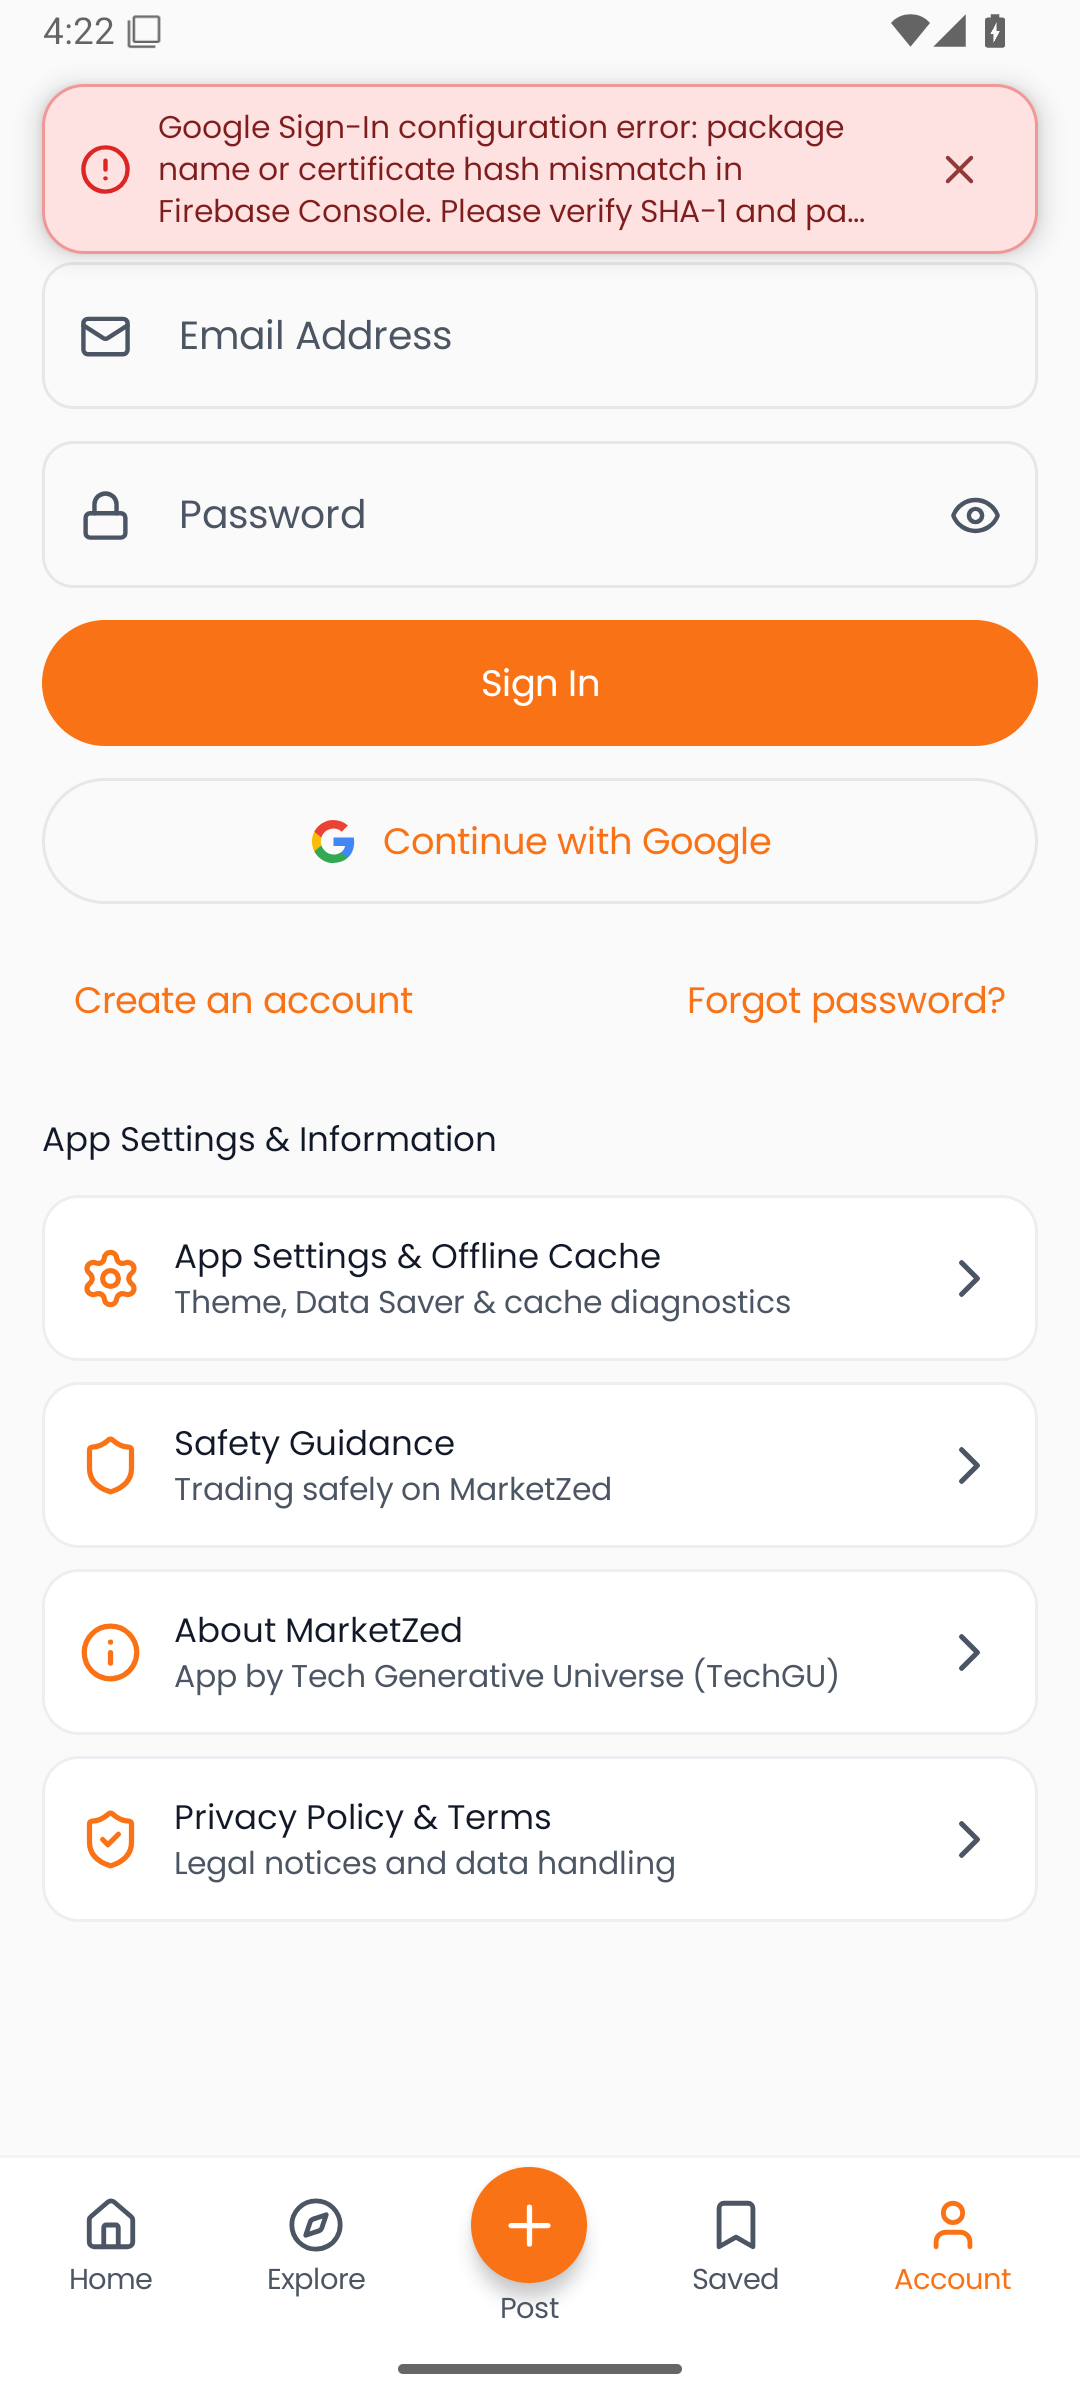 4:22
Google Sign-In configuration error: package
name or certificate hash mismatch in
Firebase Console. Please verify SHA-1 and pa...
Email Address
Password
Sign In
Continue with Google
Create an account
Forgot password?
App Settings & Information
App Settings & Offline Cache
Theme, Data Saver & cache diagnostics
Safety Guidance
Trading safely on MarketZed
About MarketZed
App by Tech Generative Universe (TechGU)
Privacy Policy & Terms
Legal notices and data handling
Home
Explore
Post
Saved
Account